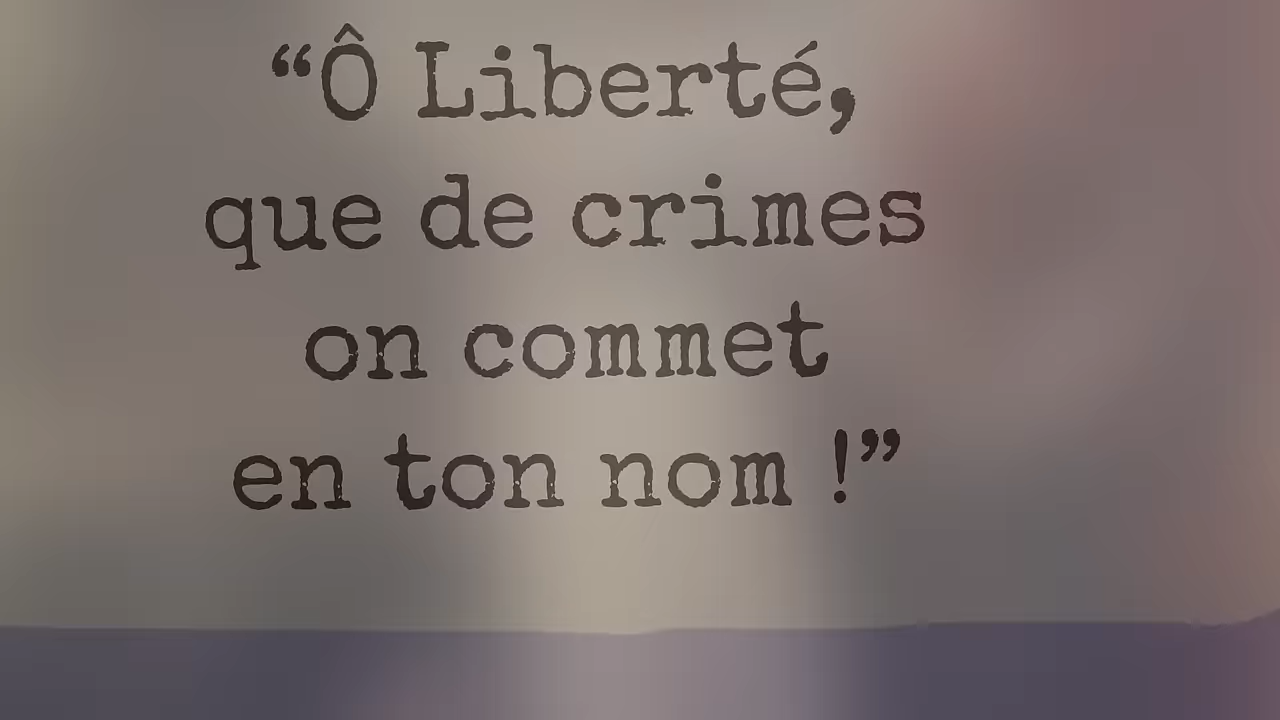 “Ô Liberté,
que de crimes
on commet
en ton nom !”